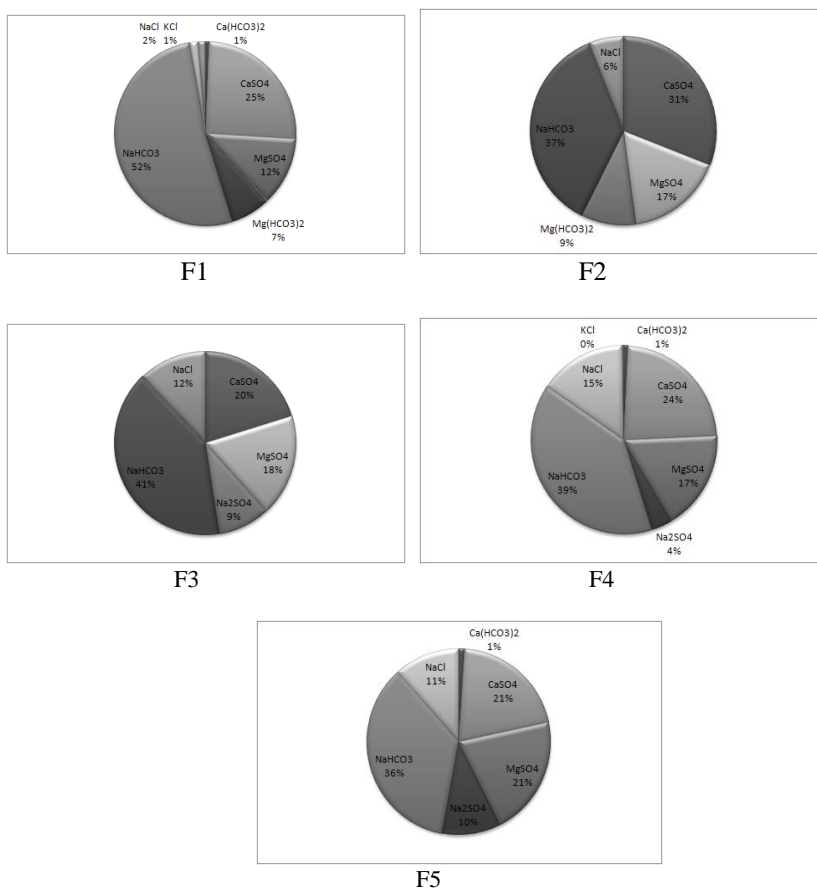 NaCl KCl Ca(HCO3)2
2% 1% 1%
CaSO4
25%
NaHCO3
52%
MgSO4
12%
Mg(HCO3)2
7%
F1
NaCl
6%
CaSO4
31%
NaHCO3
37%
MgSO4
17%
Mg(HCO3)2
9%
F2
NaCl
12%
CaSO4
20%
NaHCO3
41%
MgSO4
18%
Na2SO4
9%
F3
KCl
0%
Ca(HCO3)2
1%
NaCl
15%
CaSO4
24%
NaHCO3
39%
MgSO4
17%
Na2SO4
4%
F4
Ca(HCO3)2
1%
NaCl
11%
CaSO4
21%
NaHCO3
36%
MgSO4
21%
Na2SO4
10%
F5